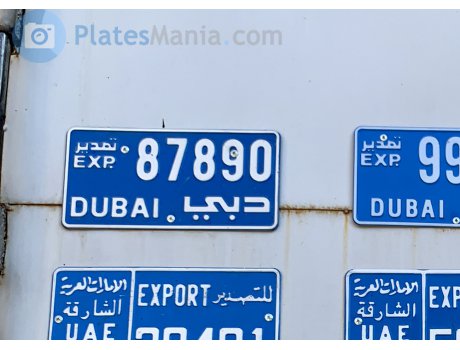 PlatesMania.com
تصدير
EXP.
87890
DUBAI دبي
تصدير
EXP.
99
DUBAI
الامارات العربية
الشارقة
UAE
EXPORT للتصدير
الامارات العربية
الشارقة
UAE
EXP